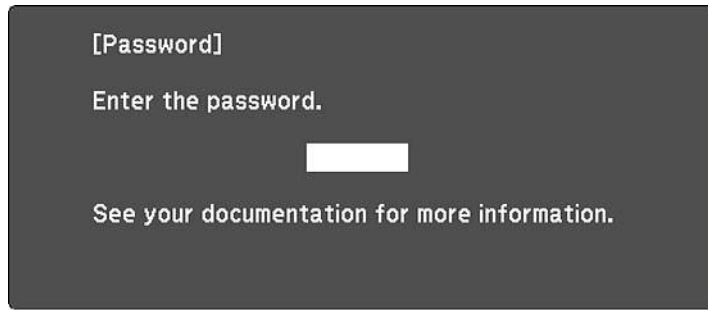 [Password]
Enter the password.
See your documentation for more information.